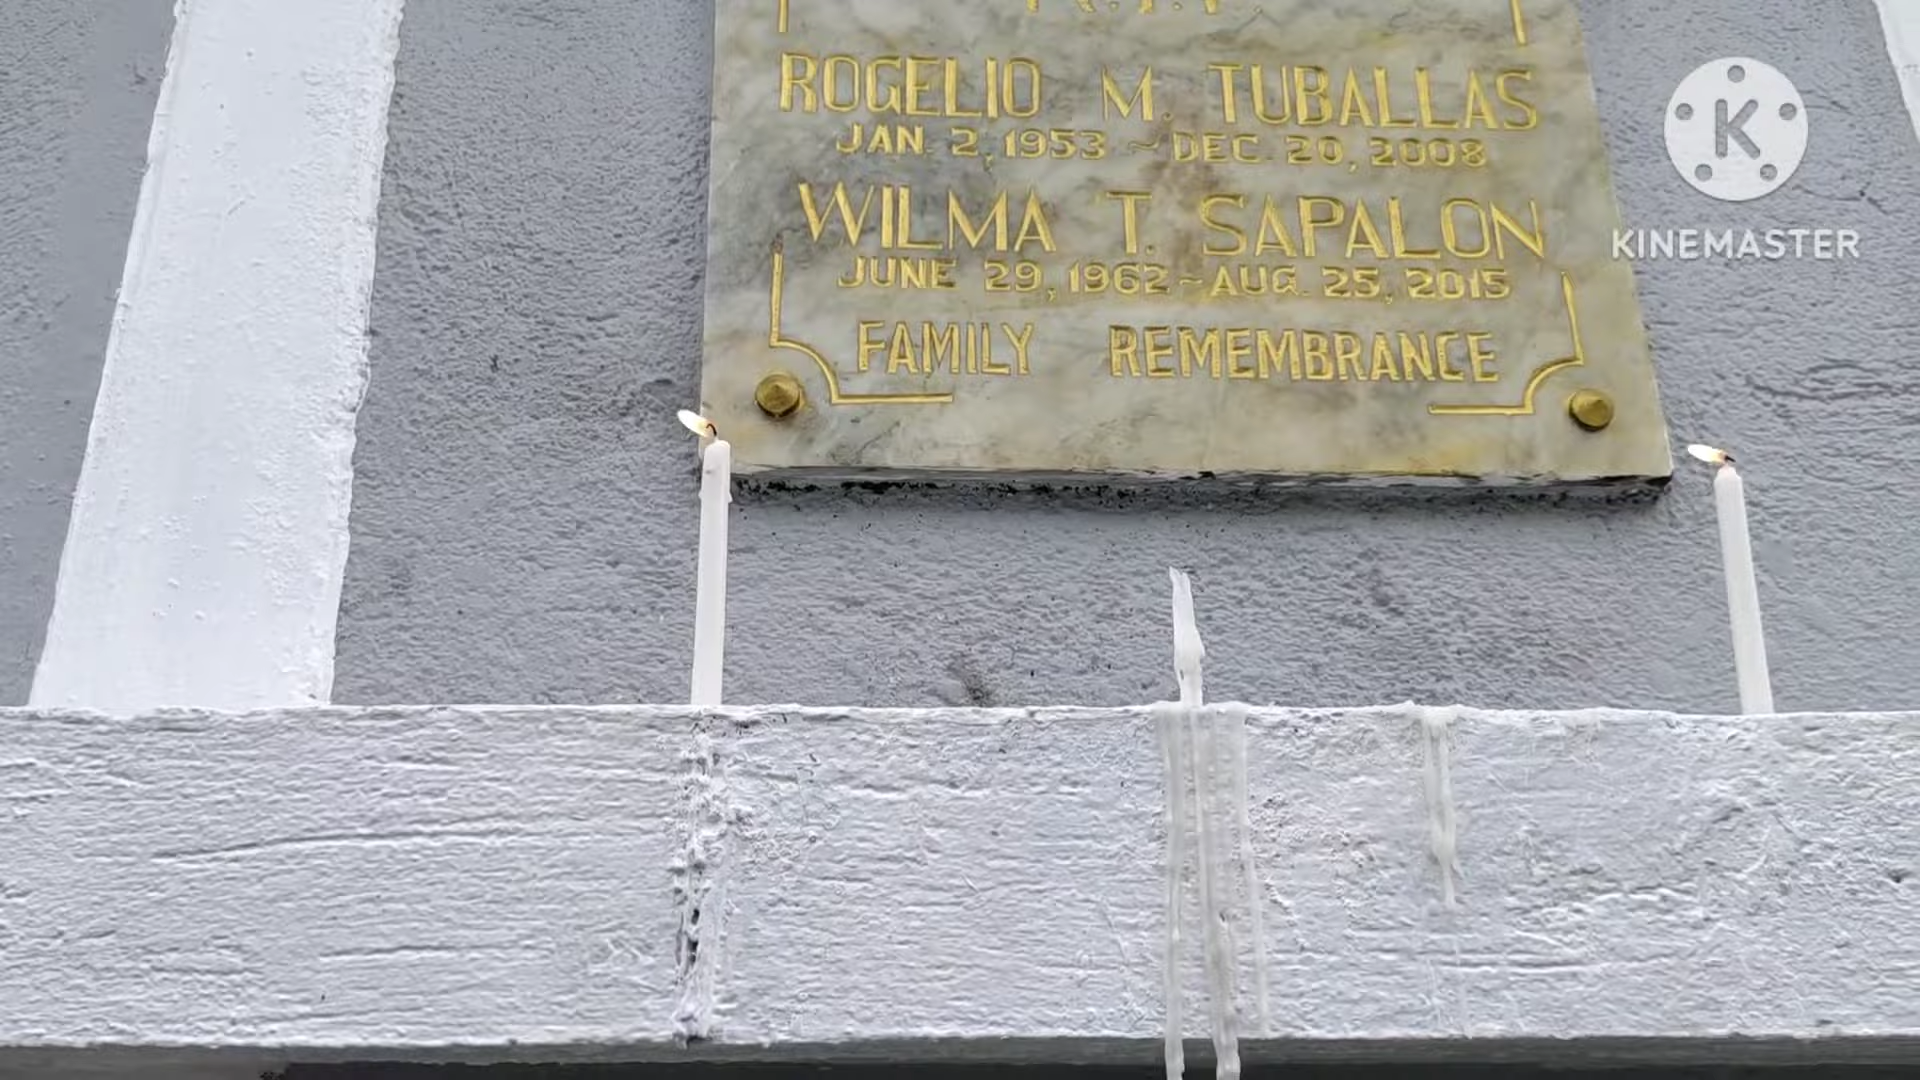 R.I.P.
ROGELIO M. TUBALLAS
JAN. 2, 1953 ~ DEC. 20, 2008
WILMA T. SAPALON
JUNE 29, 1962 ~ AUG. 25, 2015
FAMILY REMEMBRANCE
K
KINEMASTER